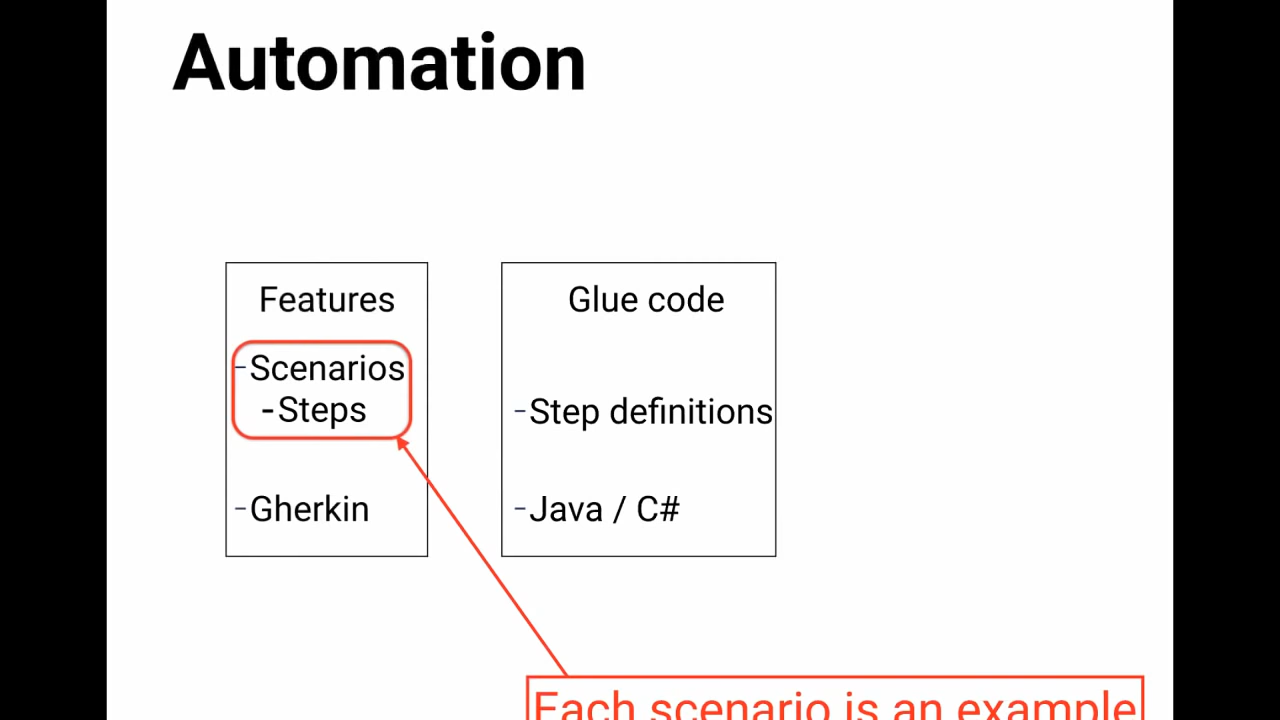 Automation
Features
-Scenarios
-Steps
-Gherkin
Glue code
-Step definitions
-Java / C#
Each scenario is an example